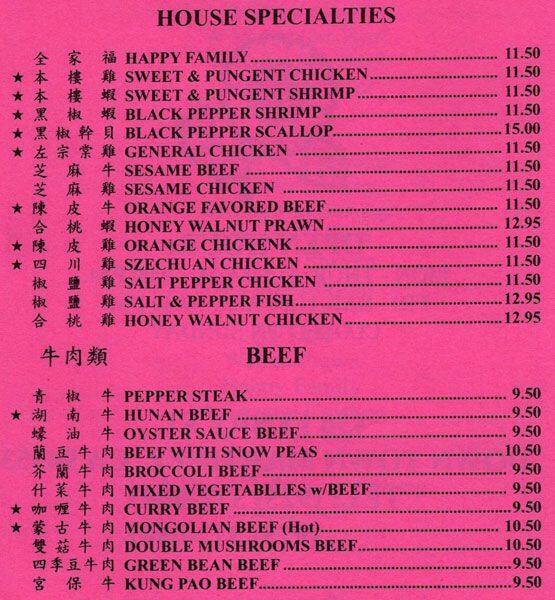 HOUSE SPECIALTIES
全家福 HAPPY FAMILY 11.50
★ 本樓雞 SWEET & PUNGENT CHICKEN 11.50
★ 本樓蝦 SWEET & PUNGENT SHRIMP 11.50
★ 黑椒蝦 BLACK PEPPER SHRIMP 11.50
★ 黑椒幹貝 BLACK PEPPER SCALLOP 15.00
★ 左宗棠雞 GENERAL CHICKEN 11.50
芝麻牛 SESAME BEEF 11.50
芝麻雞 SESAME CHICKEN 11.50
★ 陳皮牛 ORANGE FAVORED BEEF 11.50
合桃蝦 HONEY WALNUT PRAWN 12.95
★ 陳皮雞 ORANGE CHICKENK 11.50
★ 四川雞 SZECHUAN CHICKEN 11.50
椒鹽雞 SALT PEPPER CHICKEN 11.50
椒鹽雞 SALT & PEPPER FISH 12.95
合桃雞 HONEY WALNUT CHICKEN 12.95
牛肉類 BEEF
青椒牛 PEPPER STEAK 9.50
★ 湖南牛 HUNAN BEEF 9.50
蠔油牛 OYSTER SAUCE BEEF 9.50
蘭豆牛肉 BEEF WITH SNOW PEAS 10.50
芥蘭牛肉 BROCCOLI BEEF 9.50
什菜牛肉 MIXED VEGETABLLES w/BEEF 9.50
★ 咖喱牛肉 CURRY BEEF 9.50
★ 蒙古牛肉 MONGOLIAN BEEF (Hot) 10.50
雙菇牛肉 DOUBLE MUSHROOMS BEEF 10.50
四季豆牛肉 GREEN BEAN BEEF 9.50
宮保牛 KUNG PAO BEEF 9.50